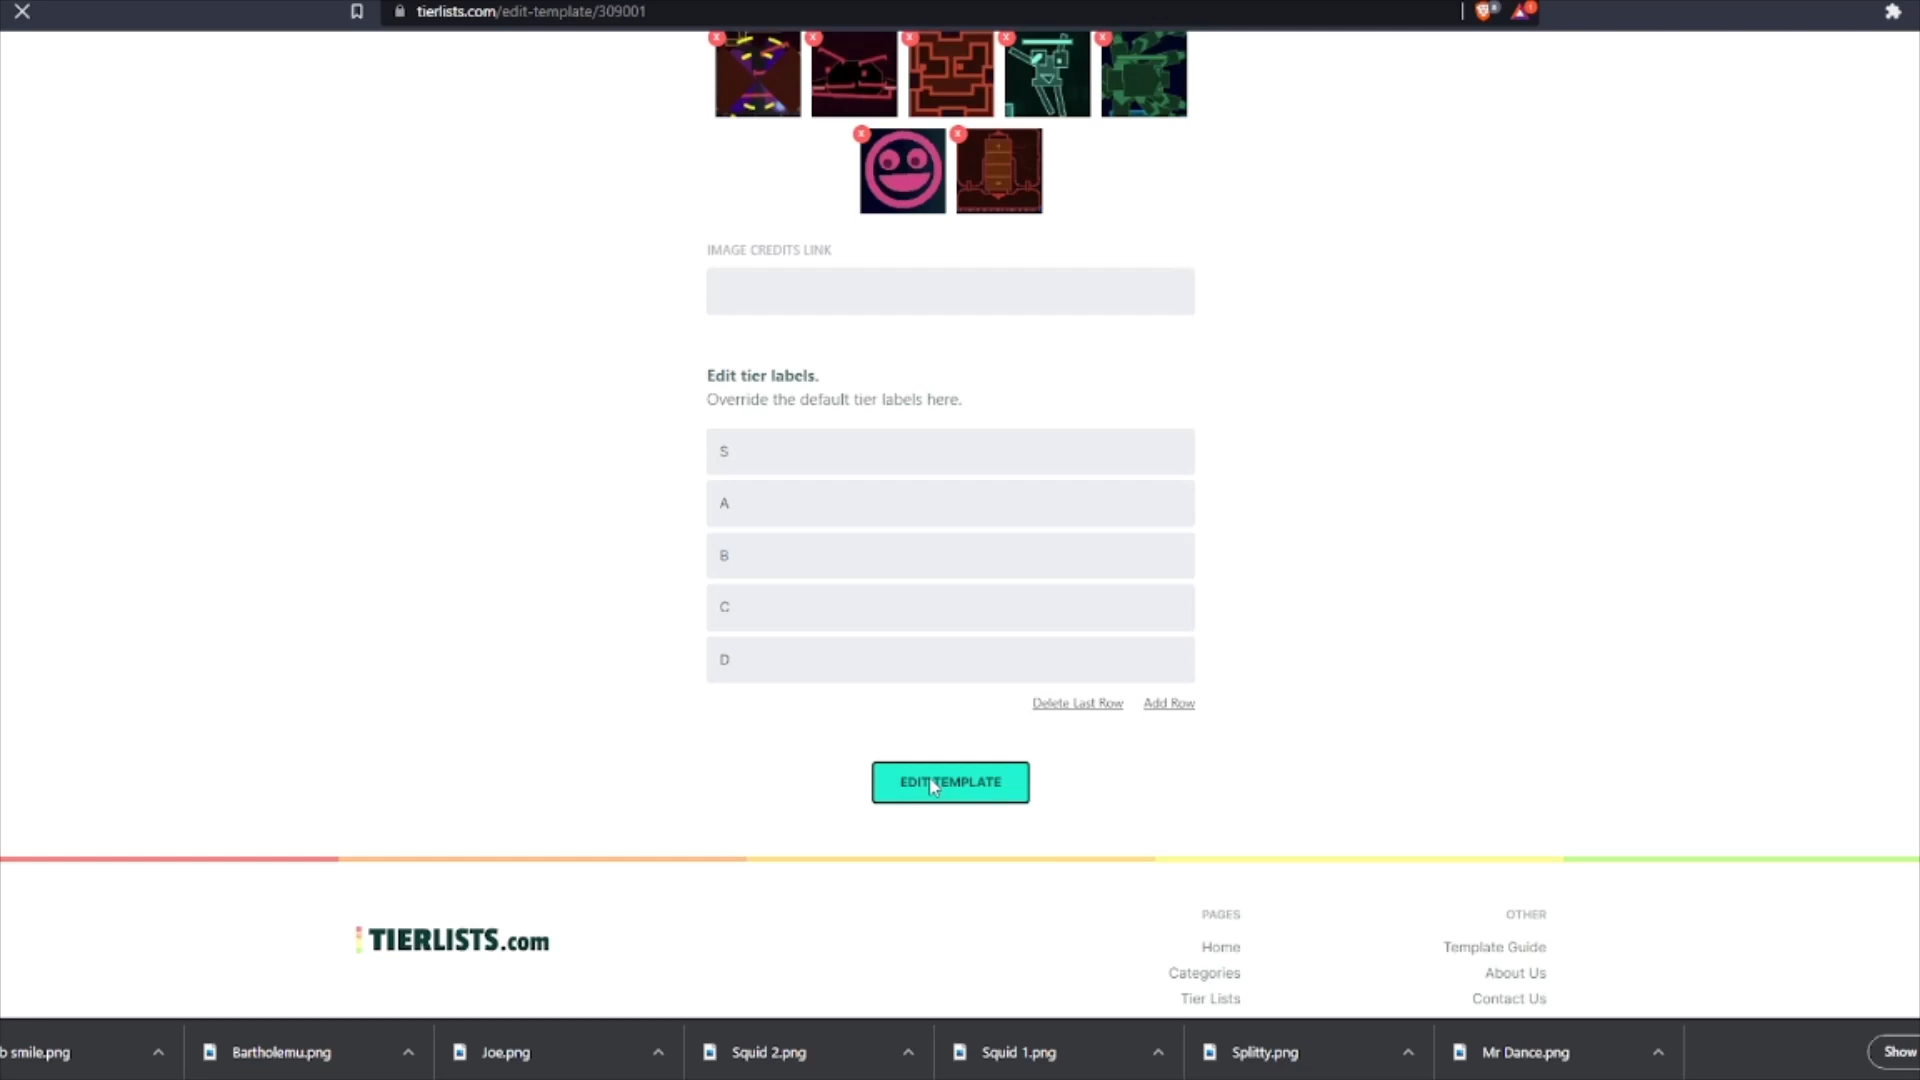 tierlists.com/edit-template/309001
IMAGE CREDITS LINK
Edit tier labels.
Override the default tier labels here.
S
A
B
C
D
Delete Last Row Add Row
EDIT TEMPLATE
TIERLISTS.com
PAGES
Home
Categories
Tier Lists
OTHER
Template Guide
About Us
Contact Us
b smile.png
Bartholemu.png
Joe.png
Squid 2.png
Squid 1.png
Splitty.png
Mr Dance.png
Show